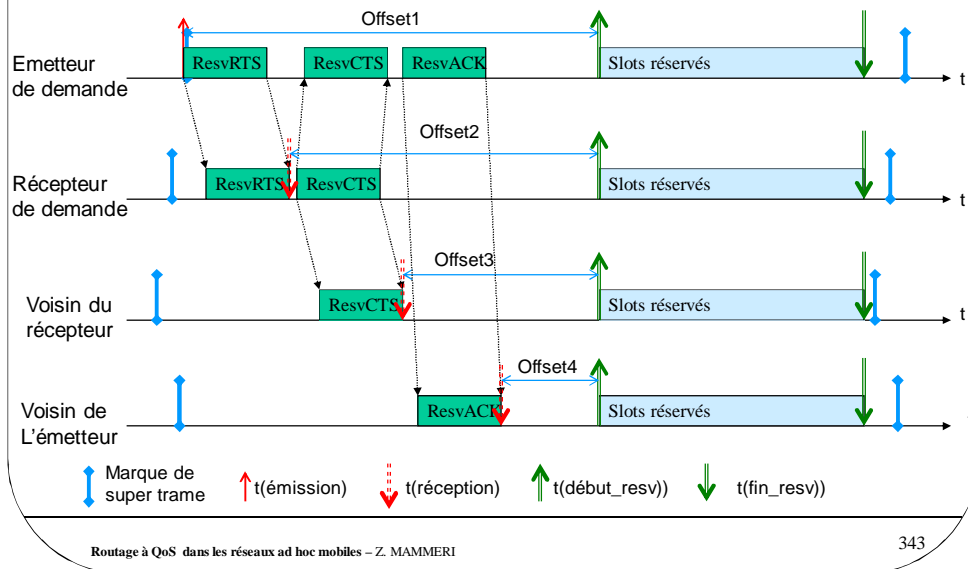 Offset1
Emetteur
de demande
ResvRTS
ResvCTS
ResvACK
Slots réservés
t
Offset2
Récepteur
de demande
ResvRTS
ResvCTS
Slots réservés
t
Offset3
Voisin du
récepteur
ResvCTS
Slots réservés
t
Offset4
Voisin de
L'émetteur
ResvACK
Slots réservés
Marque de
super trame
t(émission)
t(réception)
t(début_resv))
t(fin_resv))
Routage à QoS dans les réseaux ad hoc mobiles – Z. MAMMERI
343